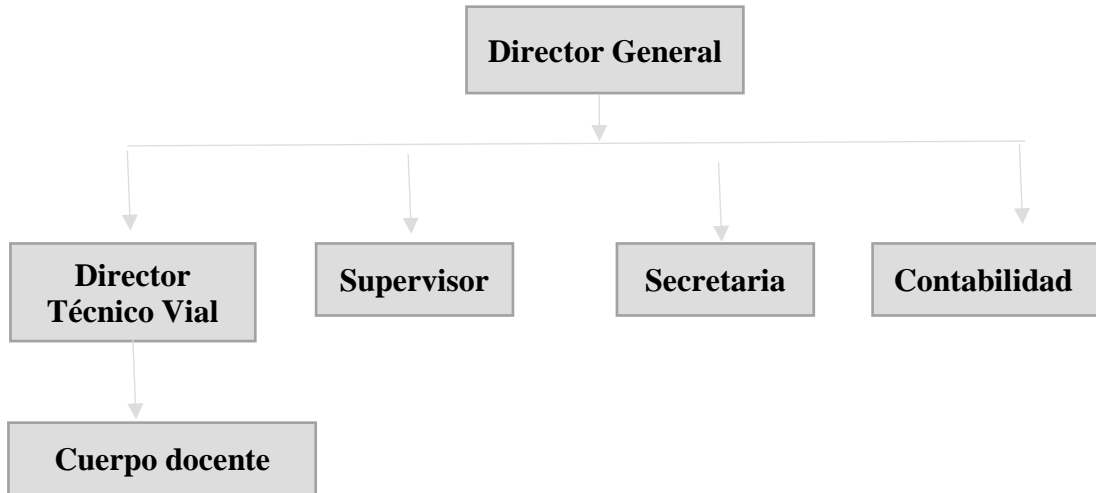 Director General
Director
Técnico Vial
Supervisor
Secretaria
Contabilidad
Cuerpo docente